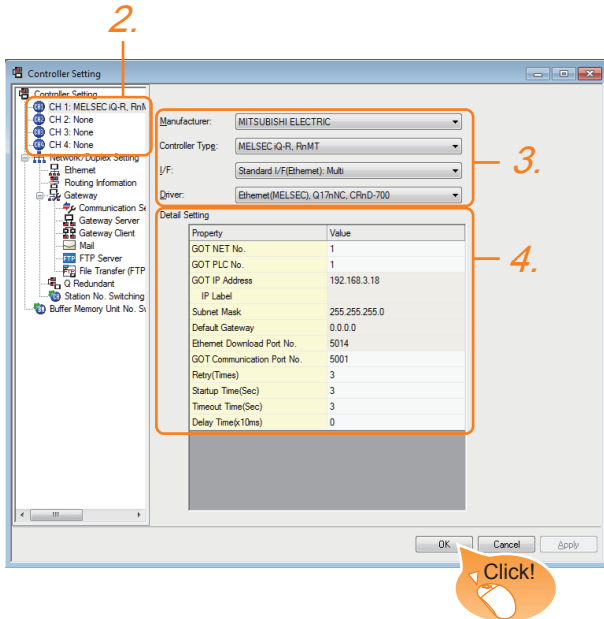 2.
Controller Setting
Controller Setting
CH 1: MELSEC iQ-R, RnM
CH 2: None
CH 3: None
CH 4: None
Network/Duplex Setting
Ethernet
Routing Information
Gateway
Communication Se
Gateway Server
Gateway Client
Mail
FTP Server
File Transfer (FTP
Q Redundant
Station No. Switching
Buffer Memory Unit No. Sw
Manufacturer: MITSUBISHI ELECTRIC
Controller Type: MELSEC iQ-R, RnMT
I/F: Standard I/F(Ethernet): Multi
Driver: Ethernet(MELSEC), Q17nNC, CRnD-700
3.
Detail Setting
Property Value
GOT NET No. 1
GOT PLC No. 1
GOT IP Address 192.168.3.18
IP Label
Subnet Mask 255.255.255.0
Default Gateway 0.0.0.0
Ethernet Download Port No. 5014
GOT Communication Port No. 5001
Retry(Times) 3
Startup Time(Sec) 3
Timeout Time(Sec) 3
Delay Time(x10ms) 0
4.
OK Cancel Apply
Click!